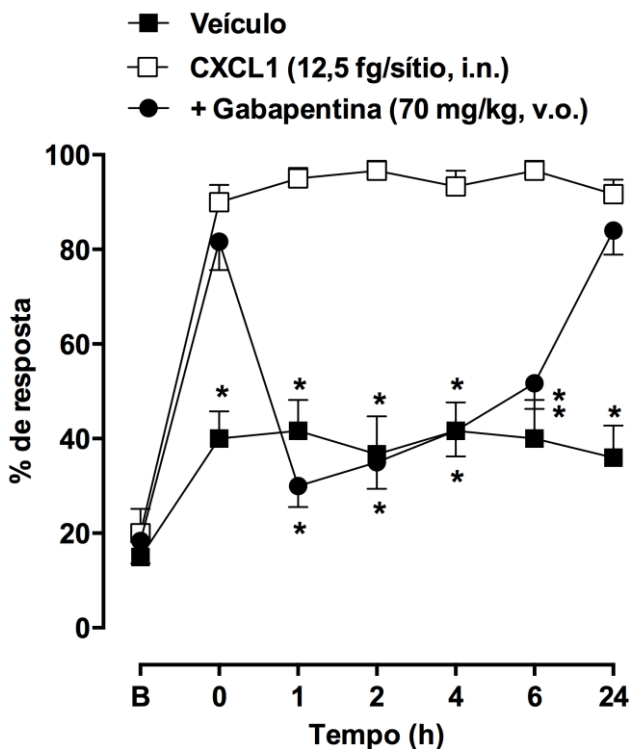 Veículo
CXCL1 (12,5 fg/sítio, i.n.)
+ Gabapentina (70 mg/kg, v.o.)
100
80
60
40
20
0
% de resposta
* * * * * * *
* * * *
B 0 1 2 4 6 24
Tempo (h)